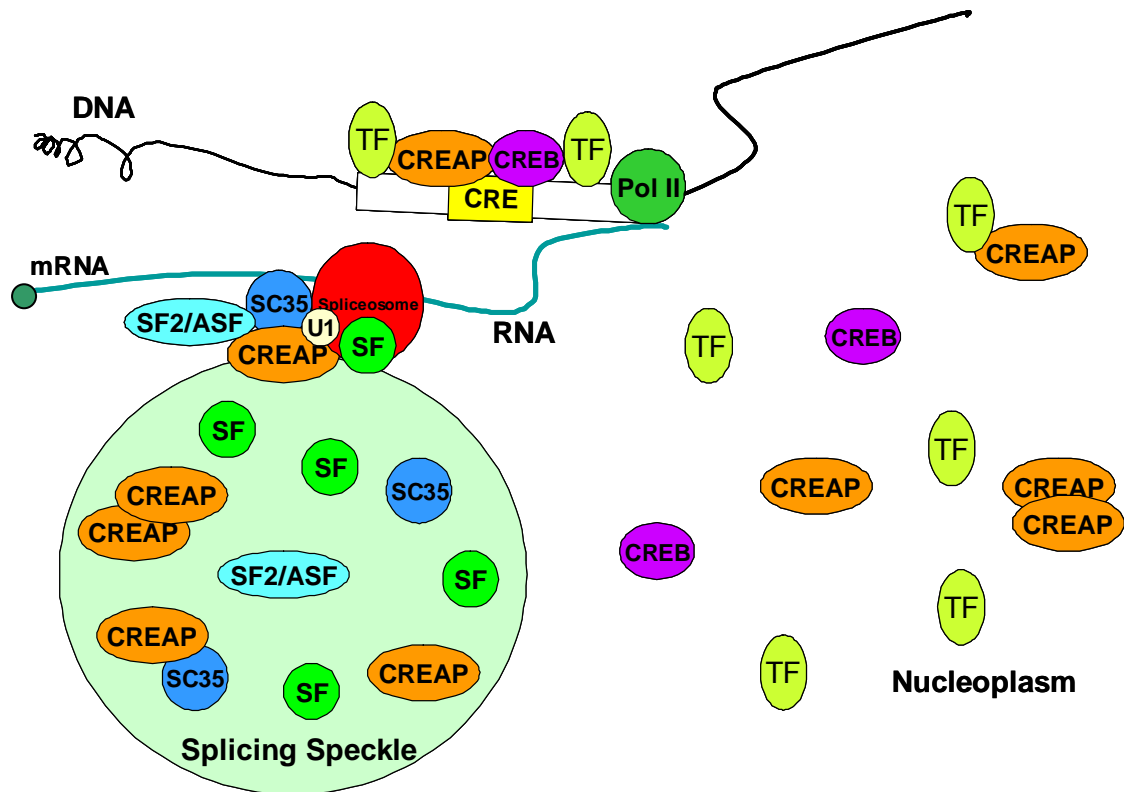 DNA
TF
CREAP
CREB
TF
Pol II
CRE
TF
CREAP
mRNA
SC35
Spliceosome
SF2/ASF
U1
CREAP
SF
RNA
TF
CREB
SF
SF
SC35
CREAP
CREAP
SF2/ASF
SF
CREAP
SC35
SF
CREAP
Splicing Speckle
TF
CREAP
CREAP
CREAP
CREB
TF
TF
Nucleoplasm